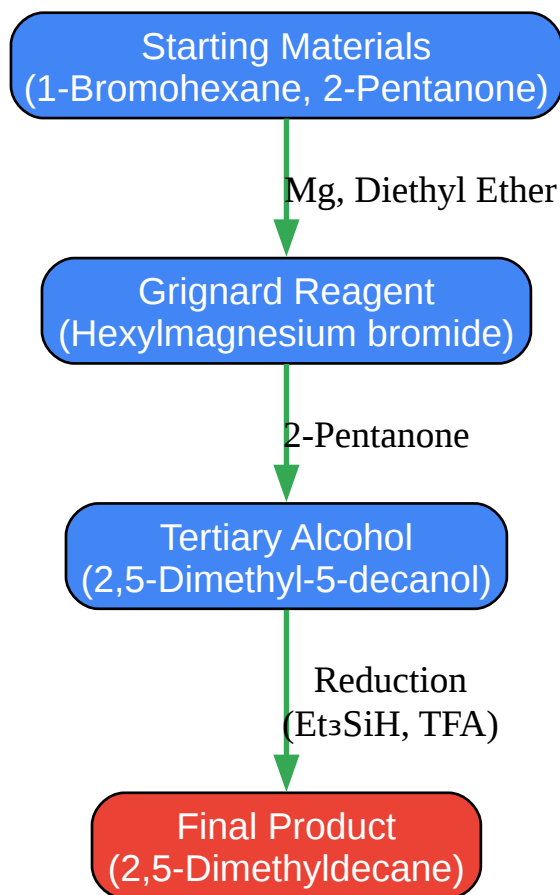 Starting Materials
(1-Bromohexane, 2-Pentanone)
Mg, Diethyl Ether
Grignard Reagent
(Hexylmagnesium bromide)
2-Pentanone
Tertiary Alcohol
(2,5-Dimethyl-5-decanol)
Reduction
(Et₃SiH, TFA)
Final Product
(2,5-Dimethyldecane)